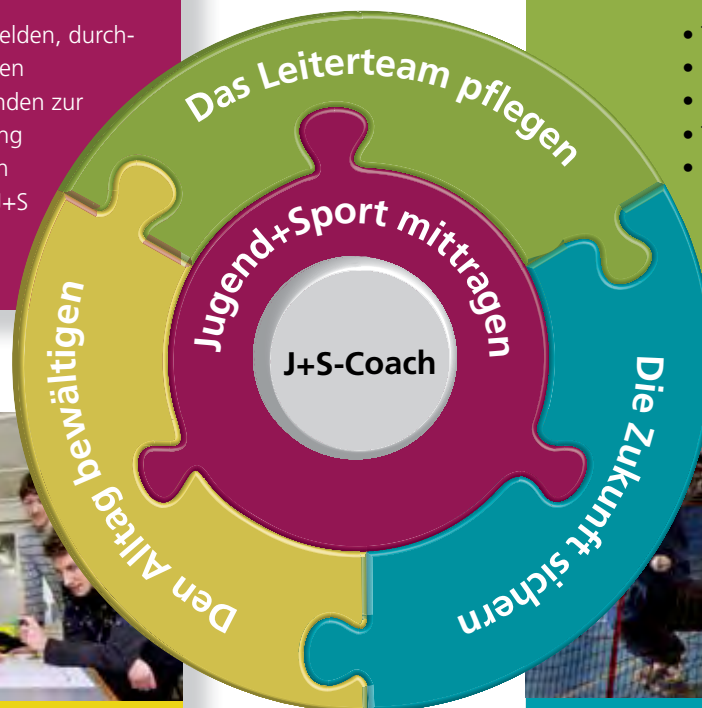 elden, durch-
en
nden zur
ng
n
J+S
Das Leiterteam pflegen
Jugend+Sport mittragen
J+S-Coach
Den Alltag bewältigen
Die Zukunft sichern